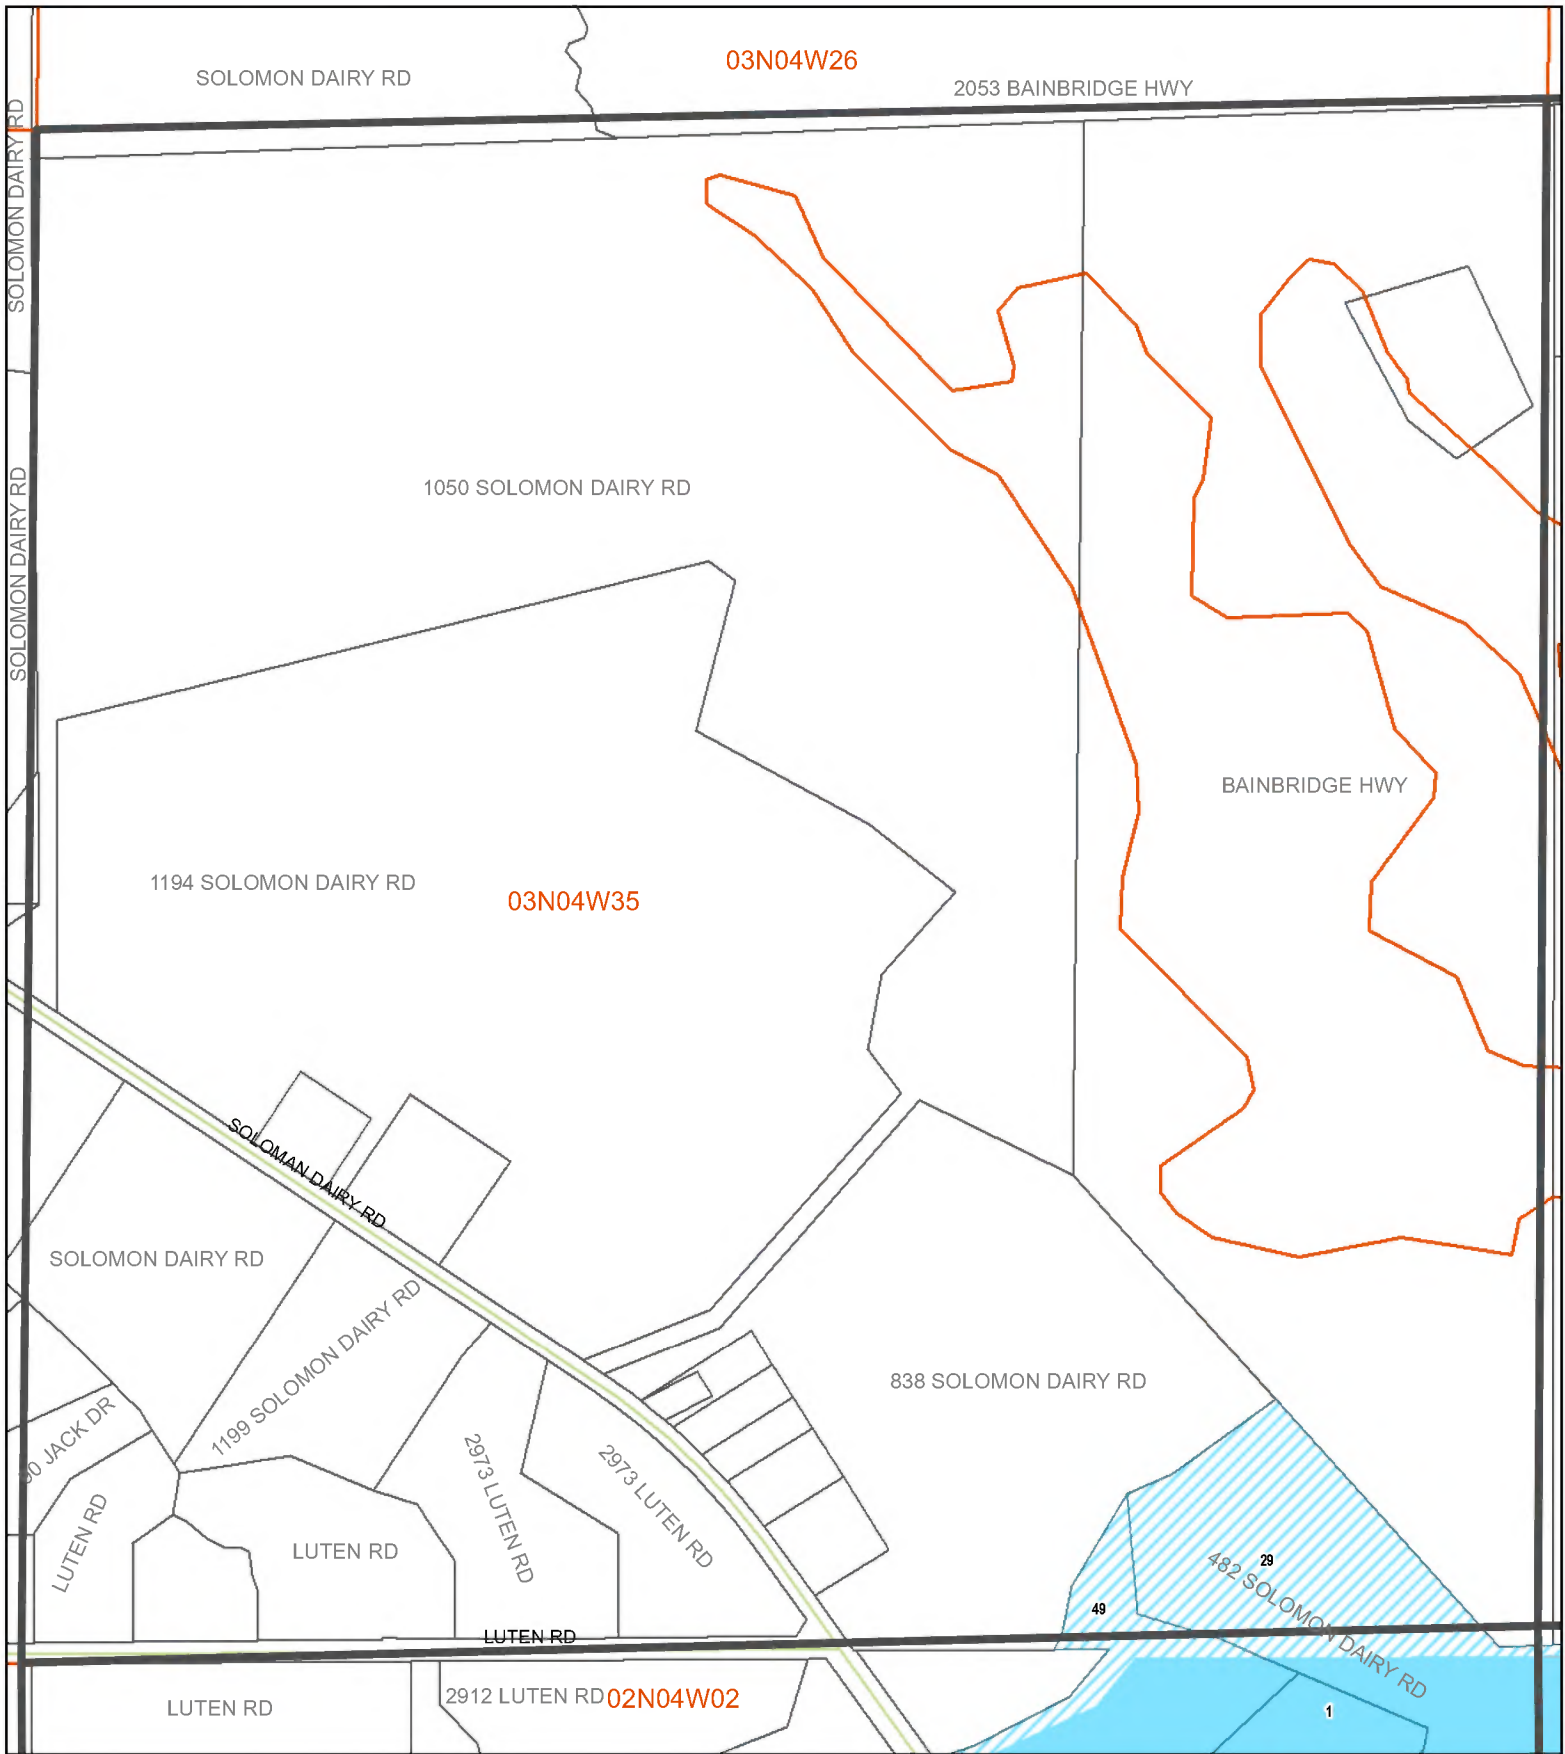 03N04W26
SOLOMON DAIRY RD
2053 BAINBRIDGE HWY
SOLOMON DAIRY RD
SOLOMON DAIRY RD
1050 SOLOMON DAIRY RD
BAINBRIDGE HWY
1194 SOLOMON DAIRY RD
03N04W35
SOLOMAN DAIRY RD
SOLOMON DAIRY RD
1199 SOLOMON DAIRY RD
838 SOLOMON DAIRY RD
JACK DR
2973 LUTEN RD
2973 LUTEN RD
LUTEN RD
LUTEN RD
29
482 SOLOMON DAIRY RD
49
LUTEN RD
2912 LUTEN RD
02N04W02
LUTEN RD
1